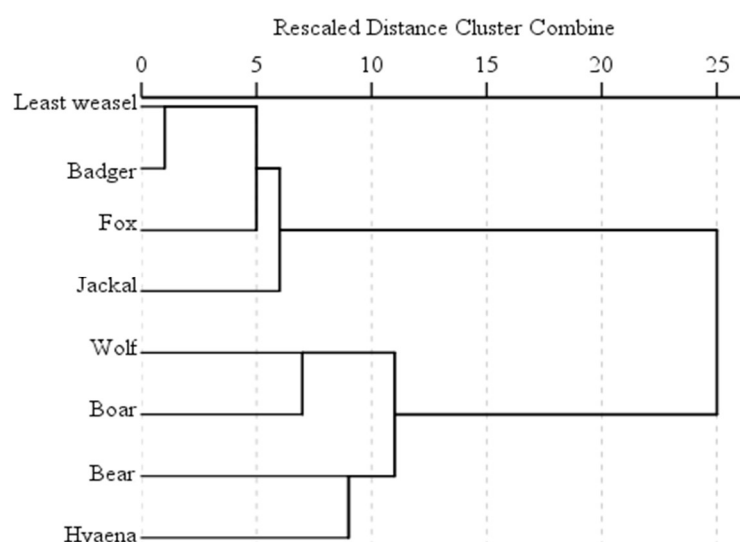 Rescaled Distance Cluster Combine
0 5 10 15 20 25
Least weasel
Badger
Fox
Jackal
Wolf
Boar
Bear
Hyaena